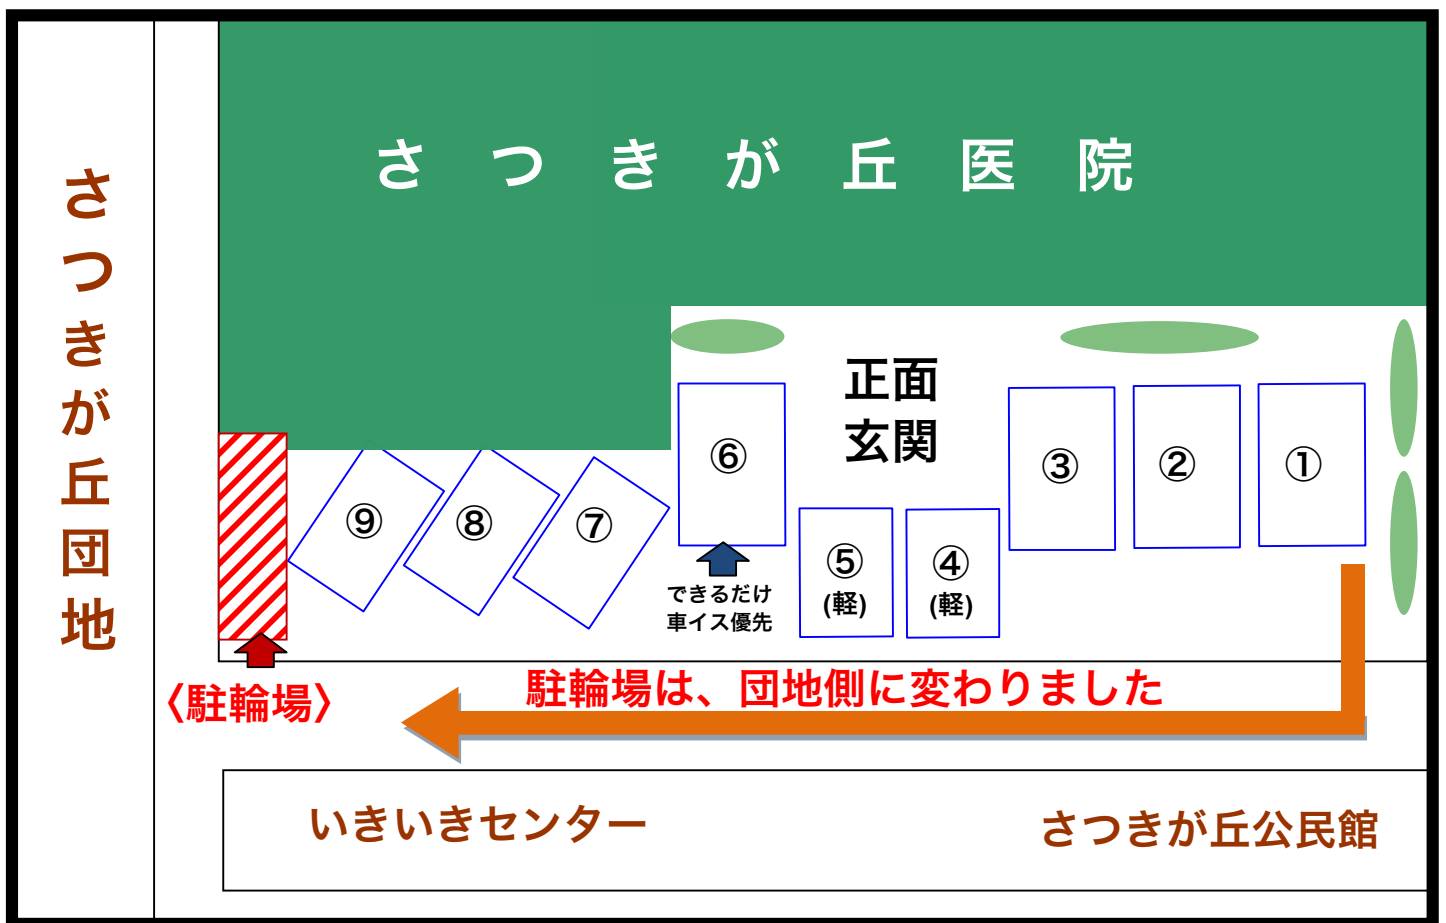 さつきが丘医院
さつきが丘団地
正面
玄関
⑥
③
②
①
⑨
⑧
⑦
⑤
(軽)
④
(軽)
できるだけ
車イス優先
〈駐輪場〉
駐輪場は、団地側に変わりました
いきいきセンター
さつきが丘公民館